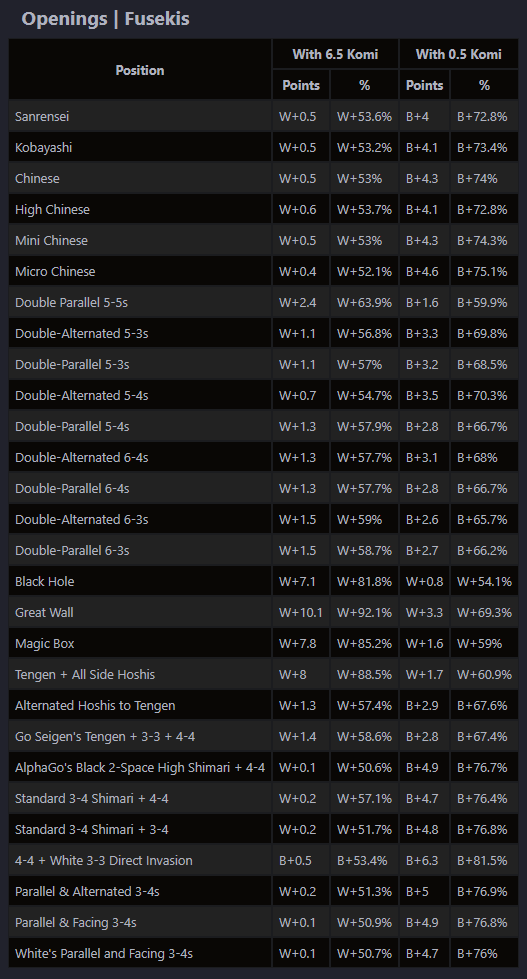 Openings | Fusekis
Position With 6.5 Komi With 0.5 Komi
Points % Points %
Sanrensei W+0.5 W+53.6% B+4 B+72.8%
Kobayashi W+0.5 W+53.2% B+4.1 B+73.4%
Chinese W+0.5 W+53% B+4.3 B+74%
High Chinese W+0.6 W+53.7% B+4.1 B+72.8%
Mini Chinese W+0.5 W+53% B+4.3 B+74.3%
Micro Chinese W+0.4 W+52.1% B+4.6 B+75.1%
Double Parallel 5-5s W+2.4 W+63.9% B+1.6 B+59.9%
Double-Alternated 5-3s W+1.1 W+56.8% B+3.3 B+69.8%
Double-Parallel 5-3s W+1.1 W+57% B+3.2 B+68.5%
Double-Alternated 5-4s W+0.7 W+54.7% B+3.5 B+70.3%
Double-Parallel 5-4s W+1.3 W+57.9% B+2.8 B+66.7%
Double-Alternated 6-4s W+1.3 W+57.7% B+3.1 B+68%
Double-Parallel 6-4s W+1.3 W+57.7% B+2.8 B+66.7%
Double-Alternated 6-3s W+1.5 W+59% B+2.6 B+65.7%
Double-Parallel 6-3s W+1.5 W+58.7% B+2.7 B+66.2%
Black Hole W+7.1 W+81.8% W+0.8 W+54.1%
Great Wall W+10.1 W+92.1% W+3.3 W+69.3%
Magic Box W+7.8 W+85.2% W+1.6 W+59%
Tengen + All Side Hoshis W+8 W+88.5% W+1.7 W+60.9%
Alternated Hoshis to Tengen W+1.3 W+57.4% B+2.9 B+67.6%
Go Seigen's Tengen + 3-3 + 4-4 W+1.4 W+58.6% B+2.8 B+67.4%
AlphaGo's Black 2-Space High Shimari + 4-4 W+0.1 W+50.6% B+4.9 B+76.7%
Standard 3-4 Shimari + 4-4 W+0.2 W+57.1% B+4.7 B+76.4%
Standard 3-4 Shimari + 3-4 W+0.2 W+51.7% B+4.8 B+76.8%
4-4 + White 3-3 Direct Invasion B+0.5 B+53.4% B+6.3 B+81.5%
Parallel & Alternated 3-4s W+0.2 W+51.3% B+5 B+76.9%
Parallel & Facing 3-4s W+0.1 W+50.9% B+4.9 B+76.8%
White's Parallel and Facing 3-4s W+0.1 W+50.7% B+4.7 B+76%